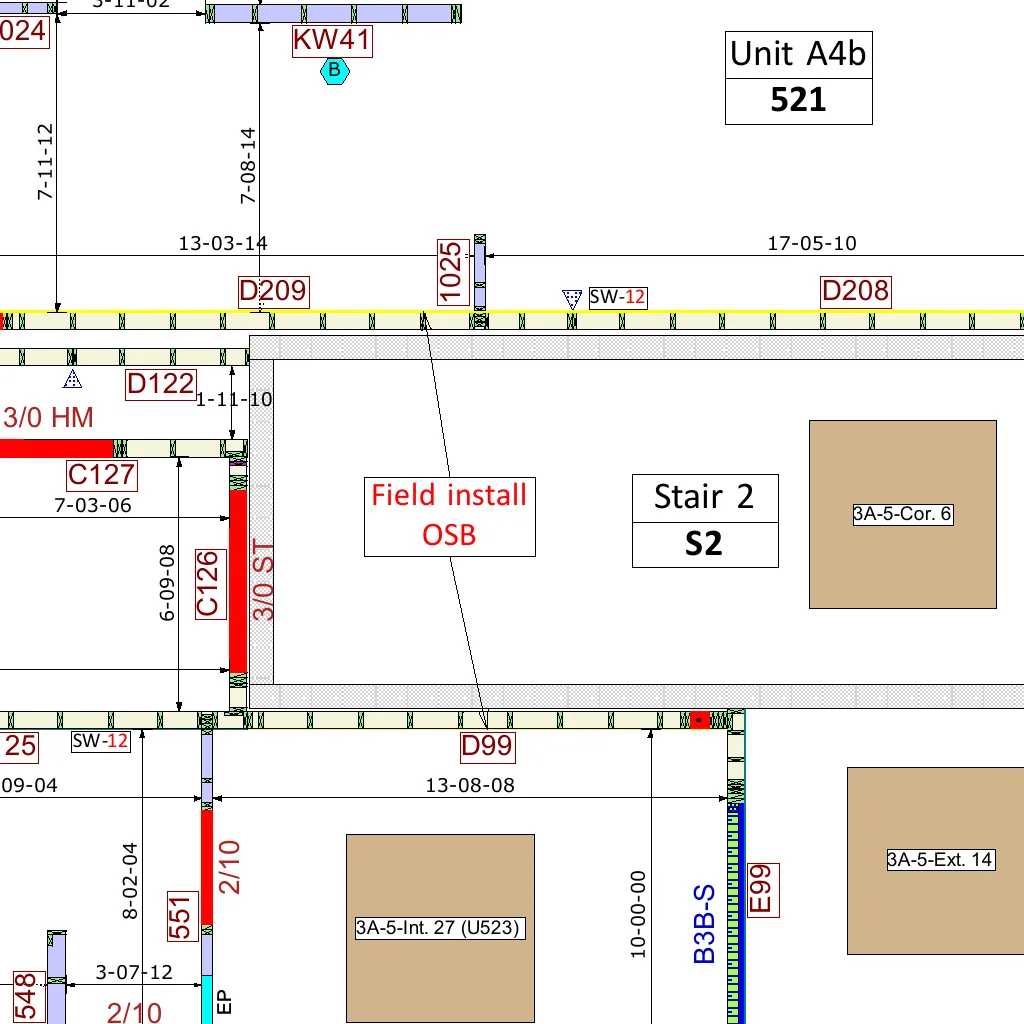 3-11-02
024
KW41
B
Unit A4b
521
7-11-12
7-08-14
13-03-14
1025
17-05-10
D209
SW-12
D208
D122
1-11-10
3/0 HM
C127
7-03-06
Field install
OSB
Stair 2
S2
3A-5-Cor. 6
6-09-08
C126
3/0 ST
25
SW-12
D99
09-04
13-08-08
8-02-04
2/10
551
3A-5-Int. 27 (U523)
10-00-00
B3B-S
E99
3A-5-Ext. 14
3-07-12
548
2/10
EP